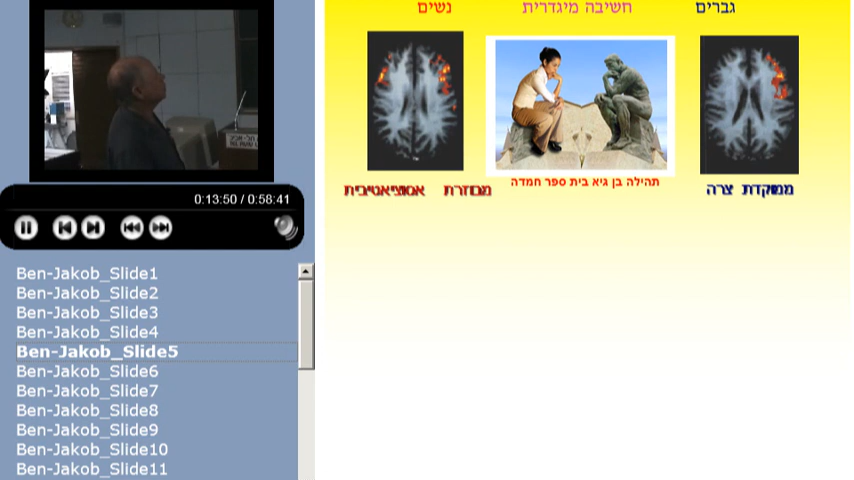 0:13:50 / 0:58:41
Ben-Jakob_Slide1
Ben-Jakob_Slide2
Ben-Jakob_Slide3
Ben-Jakob_Slide4
Ben-Jakob_Slide5
Ben-Jakob_Slide6
Ben-Jakob_Slide7
Ben-Jakob_Slide8
Ben-Jakob_Slide9
Ben-Jakob_Slide10
Ben-Jakob_Slide11
גברים חשיבה מיגדרית נשים
תהילה בן גיא בית ספר חמדה
ממוקדת צרה מבוזרת אסוציאטיבית